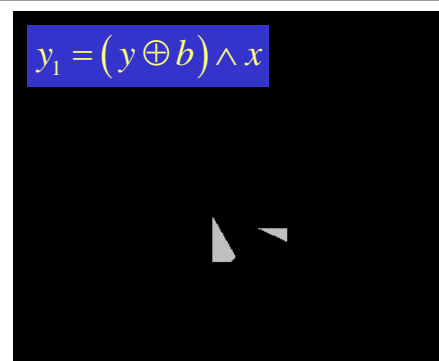 y₁ = (y ⊕ b) ∧ x